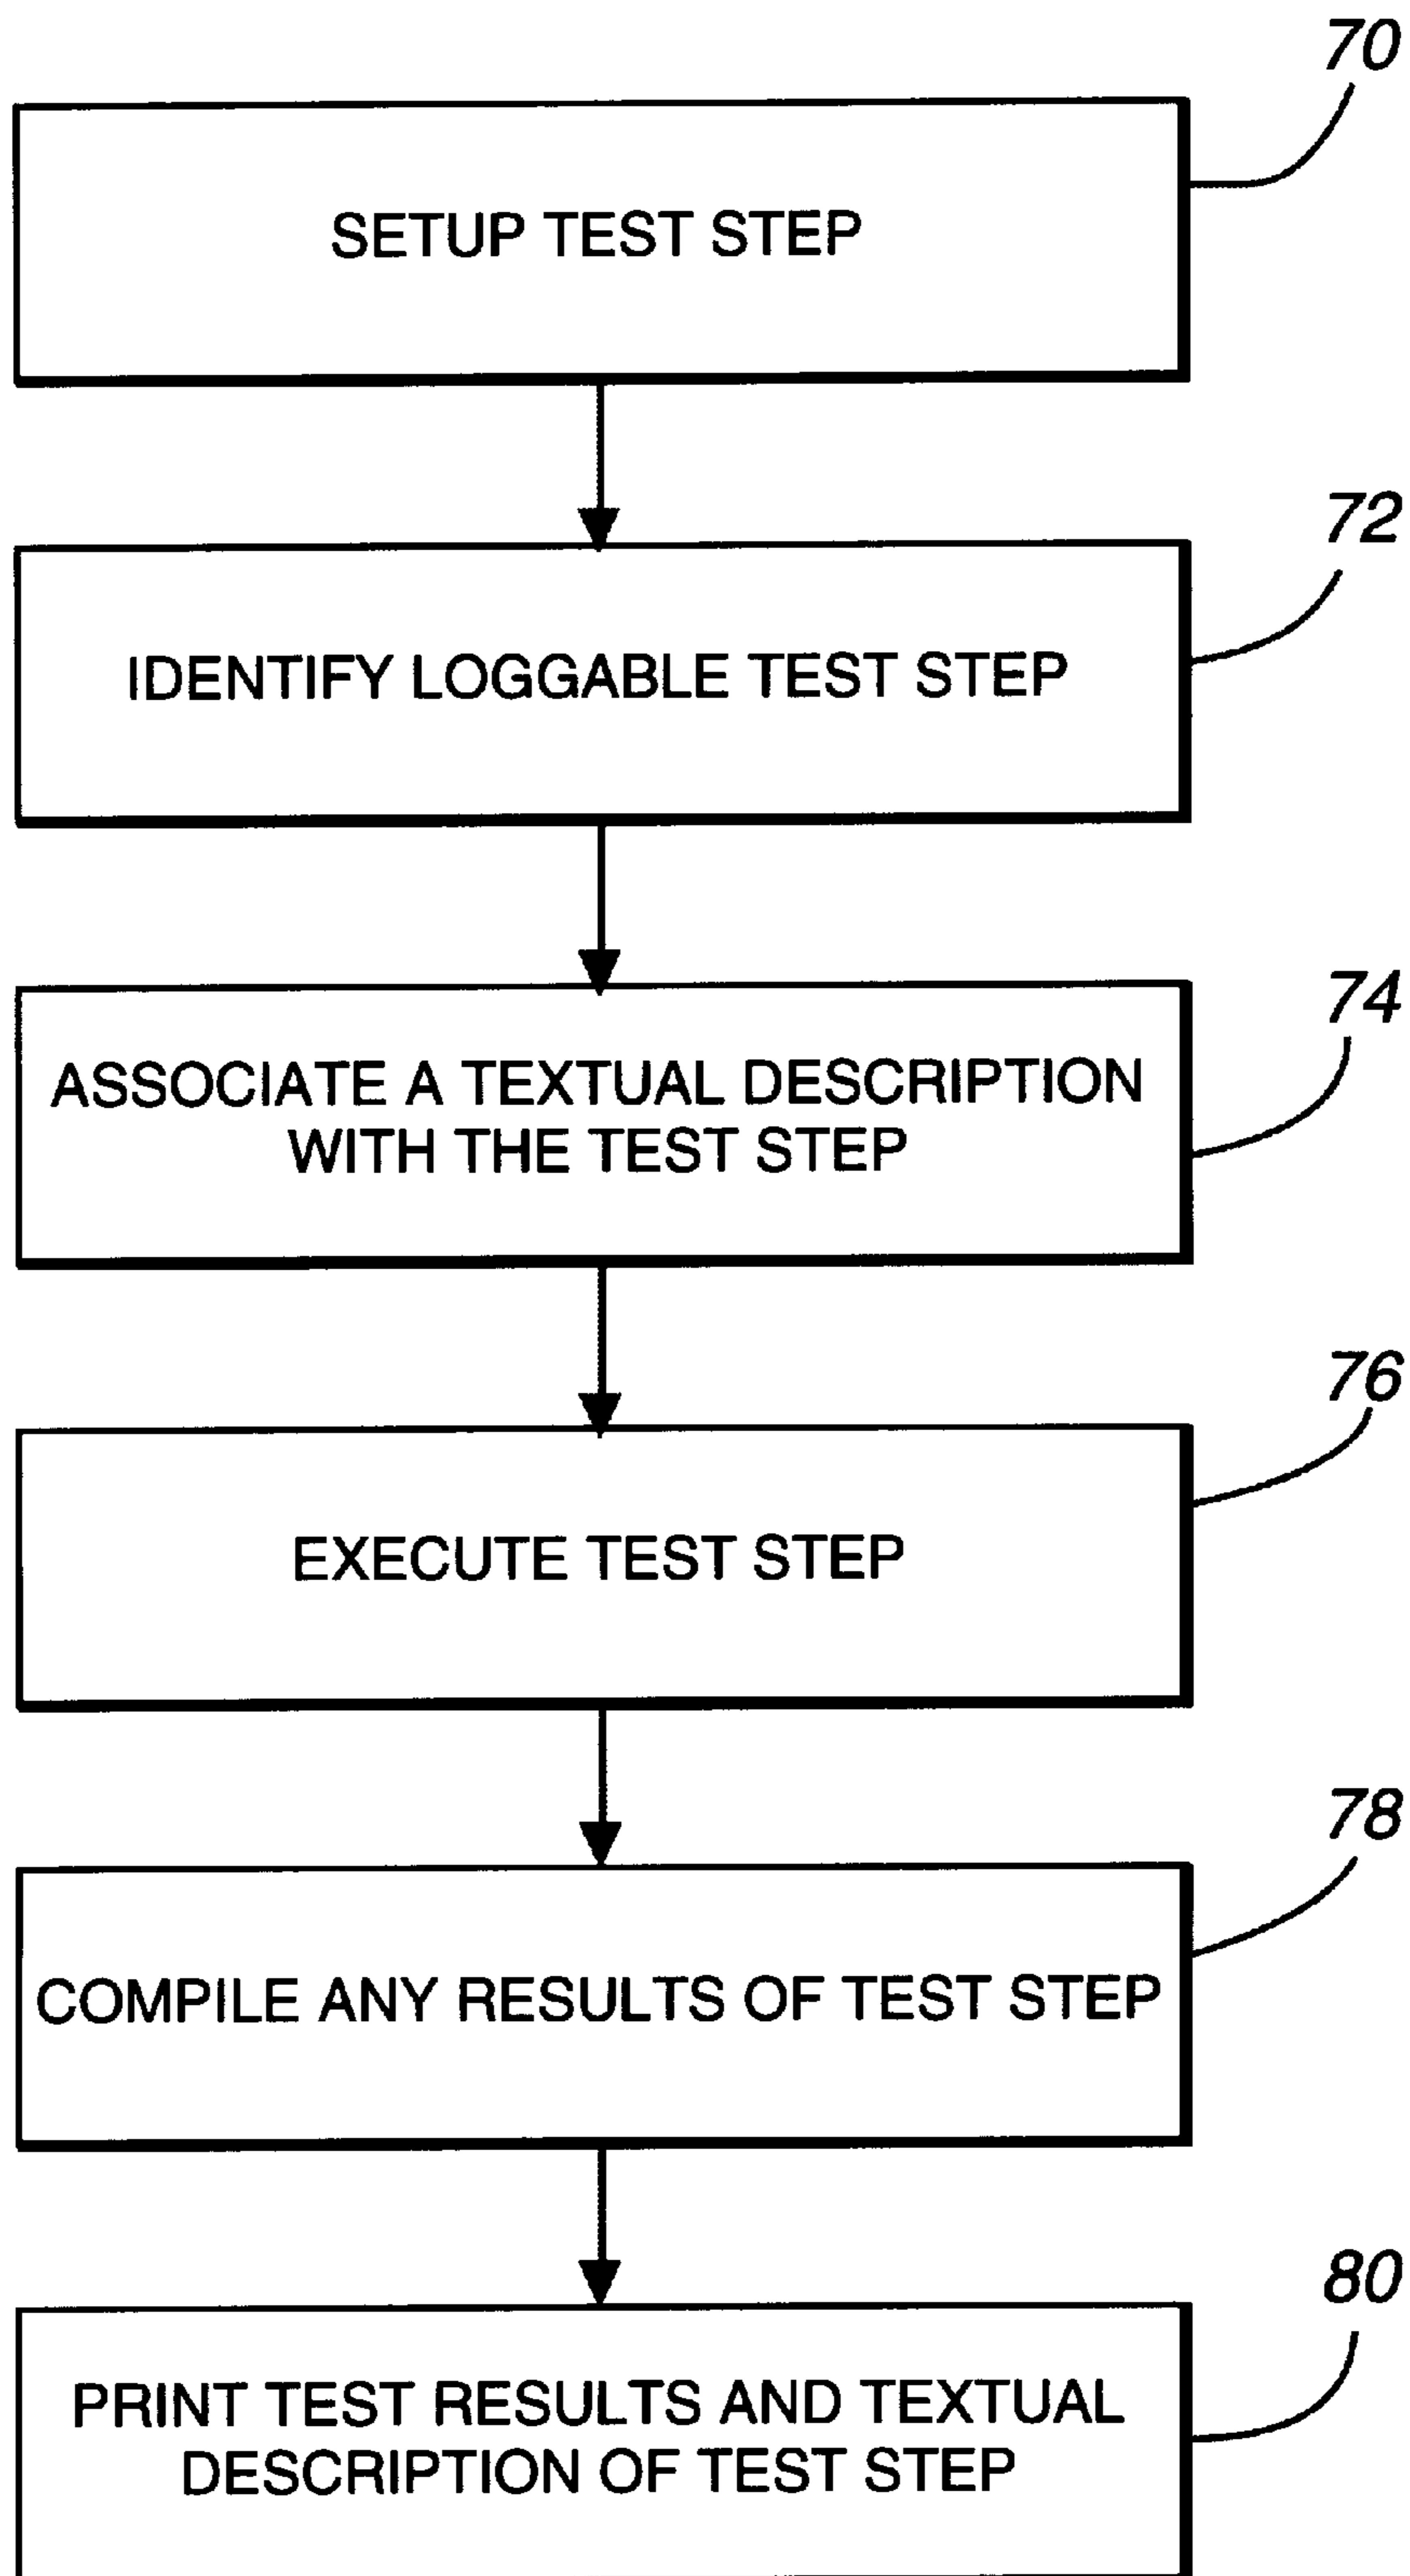 70
SETUP TEST STEP
72
IDENTIFY LOGGABLE TEST STEP
74
ASSOCIATE A TEXTUAL DESCRIPTION
WITH THE TEST STEP
76
EXECUTE TEST STEP
78
COMPILE ANY RESULTS OF TEST STEP
80
PRINT TEST RESULTS AND TEXTUAL
DESCRIPTION OF TEST STEP